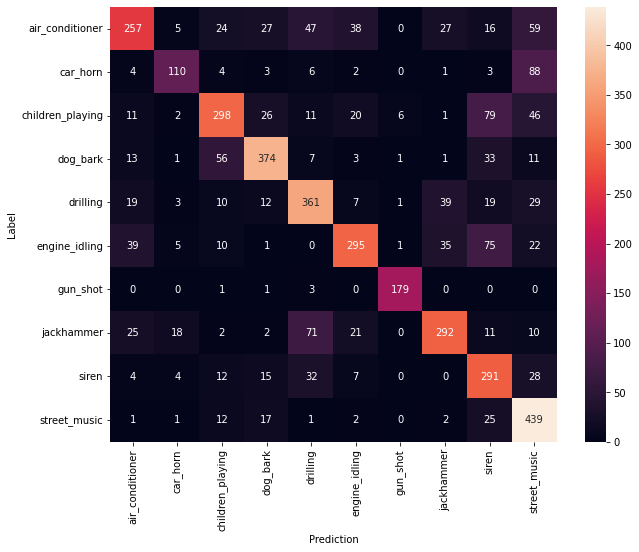 air_conditioner 257 5 24 27 47 38 0 27 16 59
car_horn 4 110 4 3 6 2 0 1 3 88
children_playing 11 2 298 26 11 20 6 1 79 46
dog_bark 13 1 56 374 7 3 1 1 33 11
drilling 19 3 10 12 361 7 1 39 19 29
engine_idling 39 5 10 1 0 295 1 35 75 22
gun_shot 0 0 1 1 3 0 179 0 0 0
jackhammer 25 18 2 2 71 21 0 292 11 10
siren 4 4 12 15 32 7 0 0 291 28
street_music 1 1 12 17 1 2 0 2 25 439
Label
air_conditioner
car_horn
children_playing
dog_bark
drilling
engine_idling
gun_shot
jackhammer
siren
street_music
Prediction
400
350
300
250
200
150
100
50
0